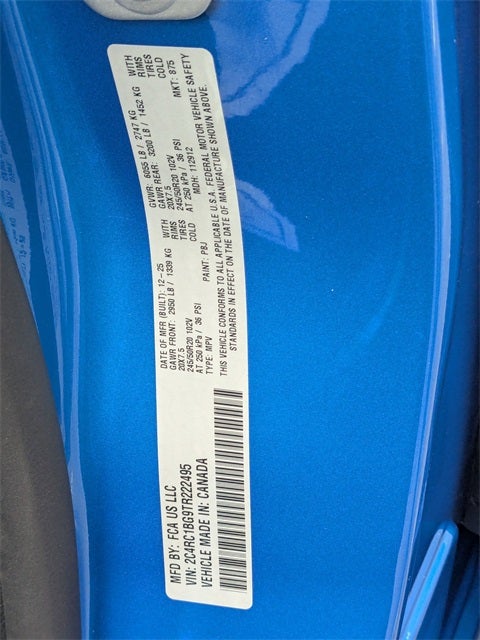 MFD BY: FCA US LLC
VIN: 2C4RC1BG9TR222495
VEHICLE MADE IN: CANADA
DATE OF MFR (BUILT): 12-25
GAWR FRONT: 2950 LB / 1339 KG WITH
20X7.5 RIMS
245/50R20 102V TIRES
AT 250 kPa / 36 PSI COLD
TYPE: MPV
PAINT: PBJ
GVWR: 6055 LB / 2747 KG
GAWR REAR: 3200 LB / 1452 KG WITH
20X7.5 RIMS
245/50R20 102V TIRES
AT 250 kPa / 36 PSI COLD
MDH: 112912 MKT: 875
THIS VEHICLE CONFORMS TO ALL APPLICABLE U.S.A. FEDERAL MOTOR VEHICLE SAFETY
STANDARDS IN EFFECT ON THE DATE OF MANUFACTURE SHOWN ABOVE.